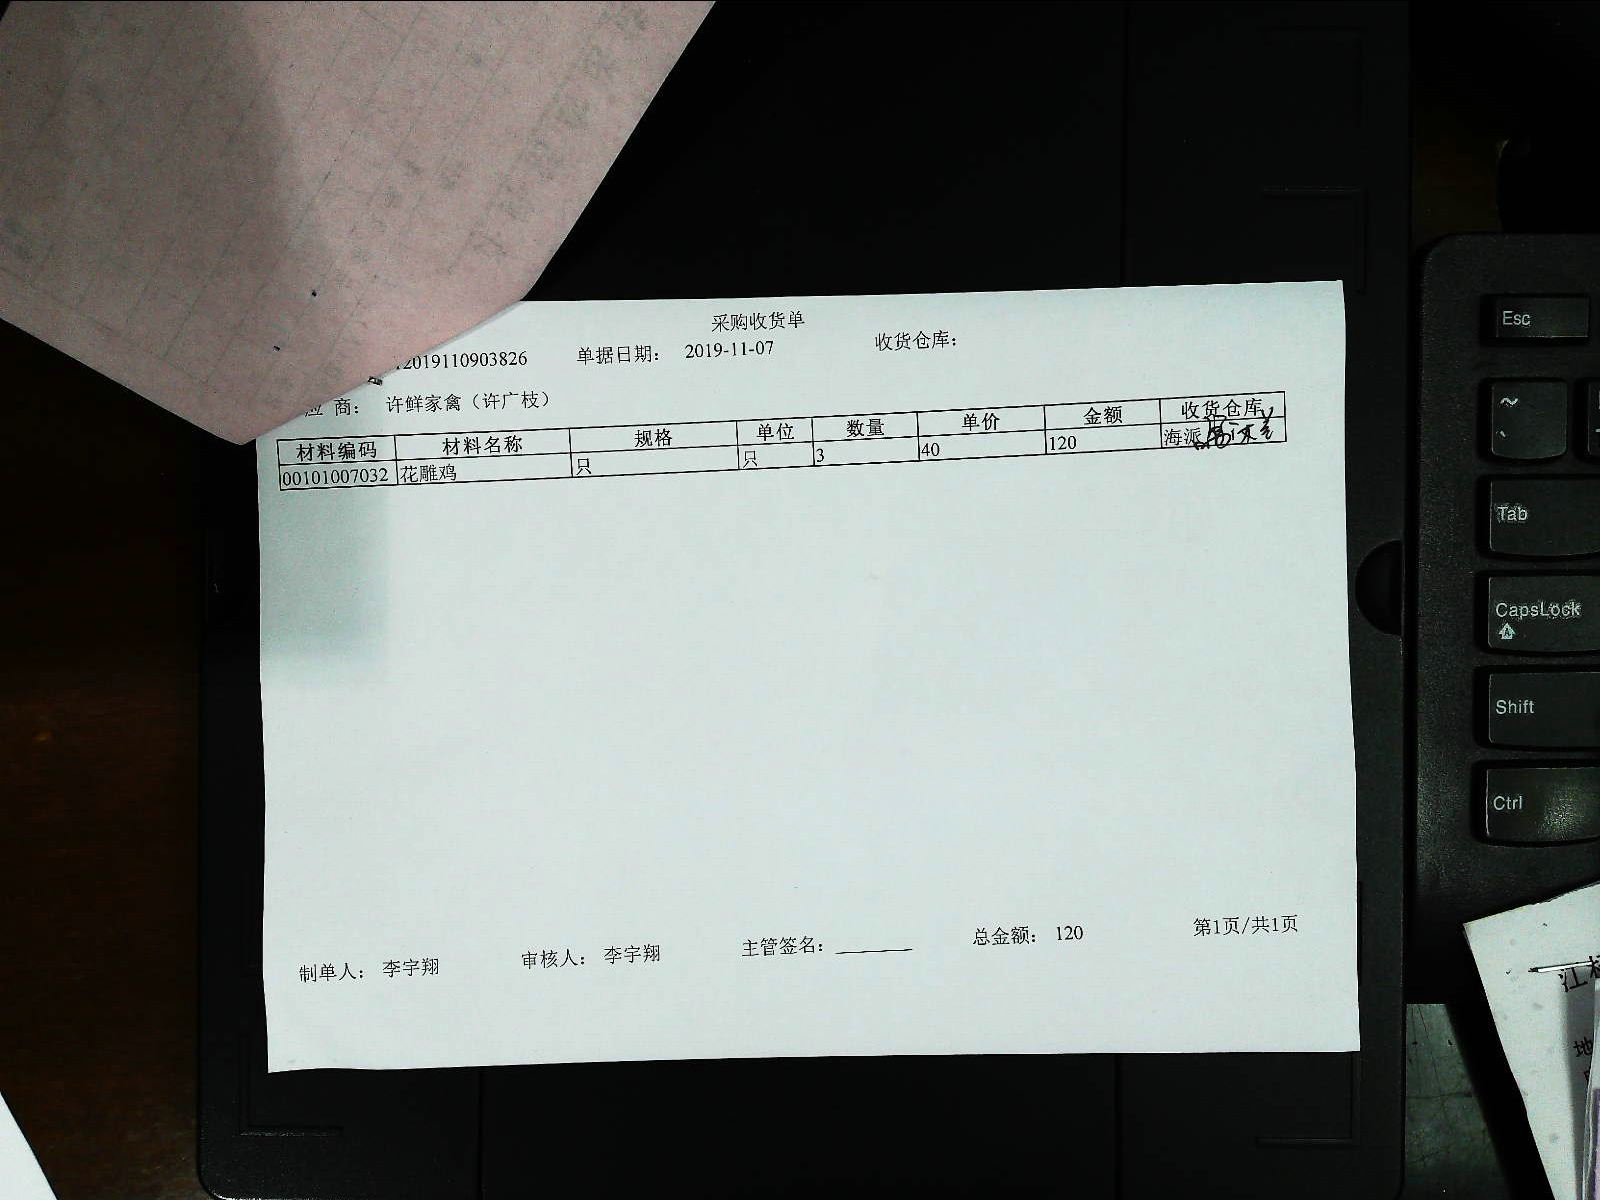 采购收货单
2019110903826 单据日期: 2019-11-07 收货仓库:
应 商: 许鲜家禽（许广枝）
材料编码 材料名称 规格 单位 数量 单价 金额 收货仓库
00101007032 花雕鸡 只 只 3 40 120 海派
制单人: 李宇翔 审核人: 李宇翔 主管签名: 总金额: 120 第1页/共1页
Esc
~
Tab
CapsLock
Shift
Ctrl
江
地